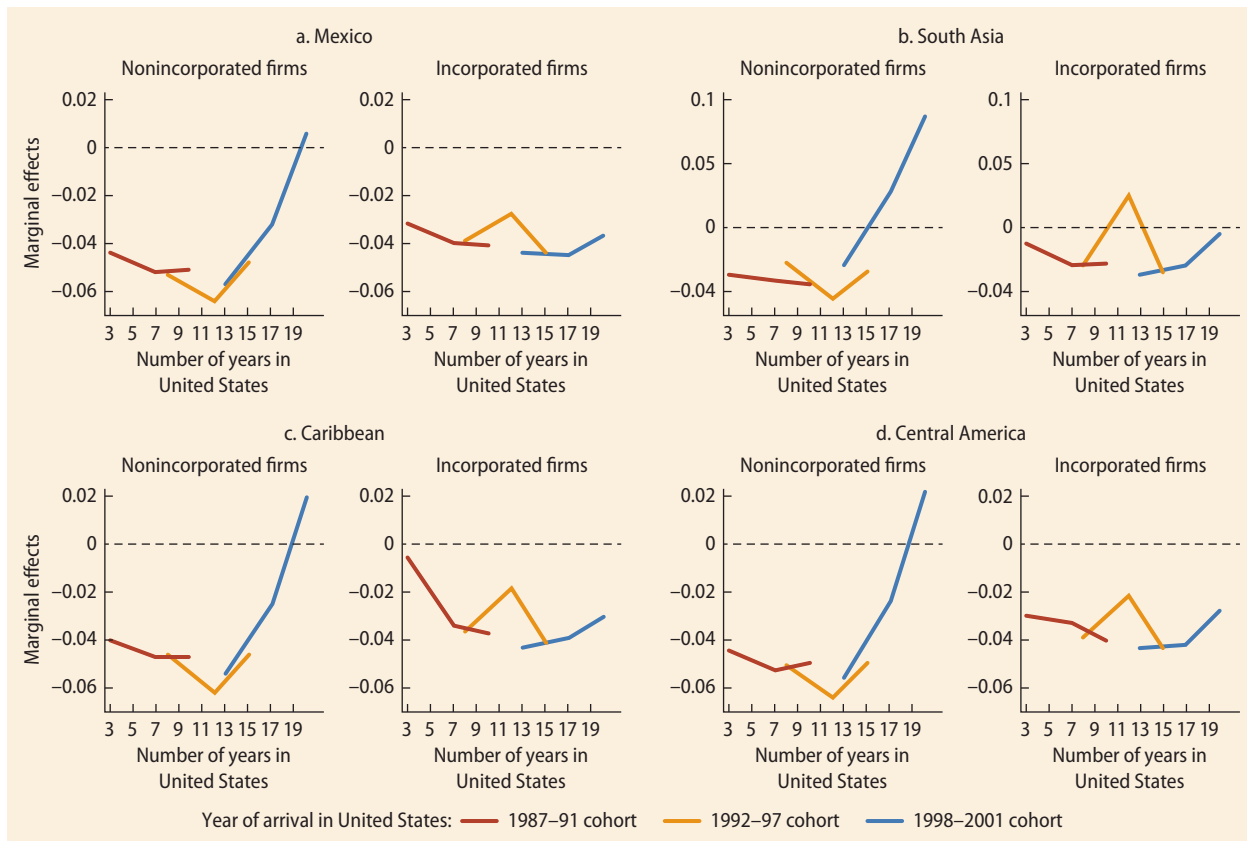 a. Mexico
Nonincorporated firms
Incorporated firms
Marginal effects
0.02
0
−0.02
−0.04
−0.06
3 5 7 9 11 13 15 17 19
Number of years in
United States
0.02
0
−0.02
−0.04
−0.06
3 5 7 9 11 13 15 17 19
Number of years in
United States
b. South Asia
Nonincorporated firms
Incorporated firms
0.1
0.05
0
−0.04
3 5 7 9 11 13 15 17 19
Number of years in
United States
0.1
0.05
0
−0.04
3 5 7 9 11 13 15 17 19
Number of years in
United States
c. Caribbean
Nonincorporated firms
Incorporated firms
Marginal effects
0.02
0
−0.02
−0.04
−0.06
3 5 7 9 11 13 15 17 19
Number of years in
United States
0.02
0
−0.02
−0.04
−0.06
3 5 7 9 11 13 15 17 19
Number of years in
United States
d. Central America
Nonincorporated firms
Incorporated firms
0.02
0
−0.02
−0.04
−0.06
3 5 7 9 11 13 15 17 19
Number of years in
United States
0.02
0
−0.02
−0.04
−0.06
3 5 7 9 11 13 15 17 19
Number of years in
United States
Year of arrival in United States: 1987–91 cohort 1992–97 cohort 1998–2001 cohort